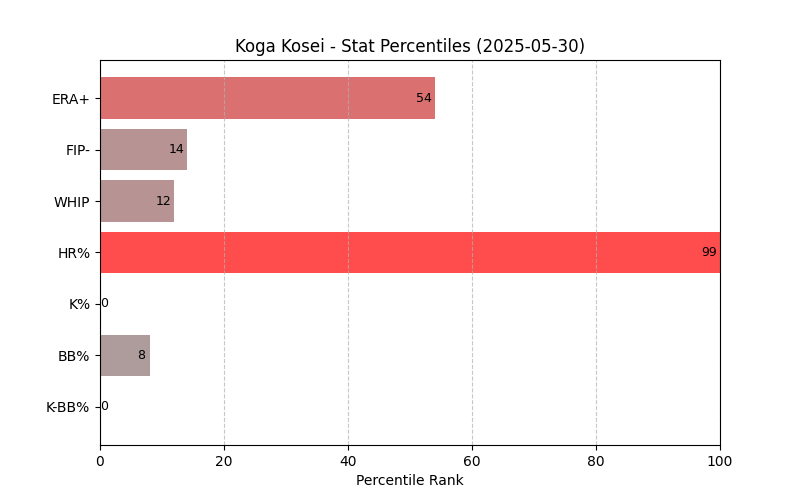 Koga Kosei - Stat Percentiles (2025-05-30)
ERA+ 54
FIP- 14
WHIP 12
HR% 99
K% 0
BB% 8
K-BB% 0
0 20 40 60 80 100
Percentile Rank